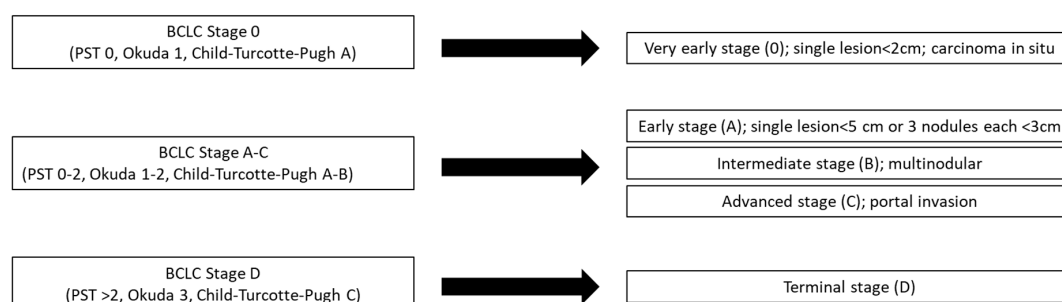 BCLC Stage 0
(PST 0, Okuda 1, Child-Turcotte-Pugh A)
Very early stage (0); single lesion<2cm; carcinoma in situ
BCLC Stage A-C
(PST 0-2, Okuda 1-2, Child-Turcotte-Pugh A-B)
Early stage (A); single lesion<5 cm or 3 nodules each <3cm
Intermediate stage (B); multinodular
Advanced stage (C); portal invasion
BCLC Stage D
(PST >2, Okuda 3, Child-Turcotte-Pugh C)
Terminal stage (D)